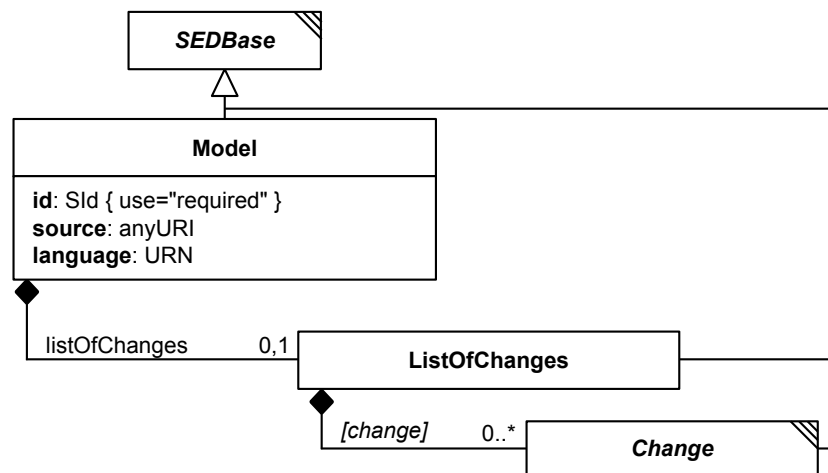 SEDBase
Model
id: SId { use="required" }
source: anyURI
language: URN
listOfChanges 0,1
ListOfChanges
[change] 0..*
Change